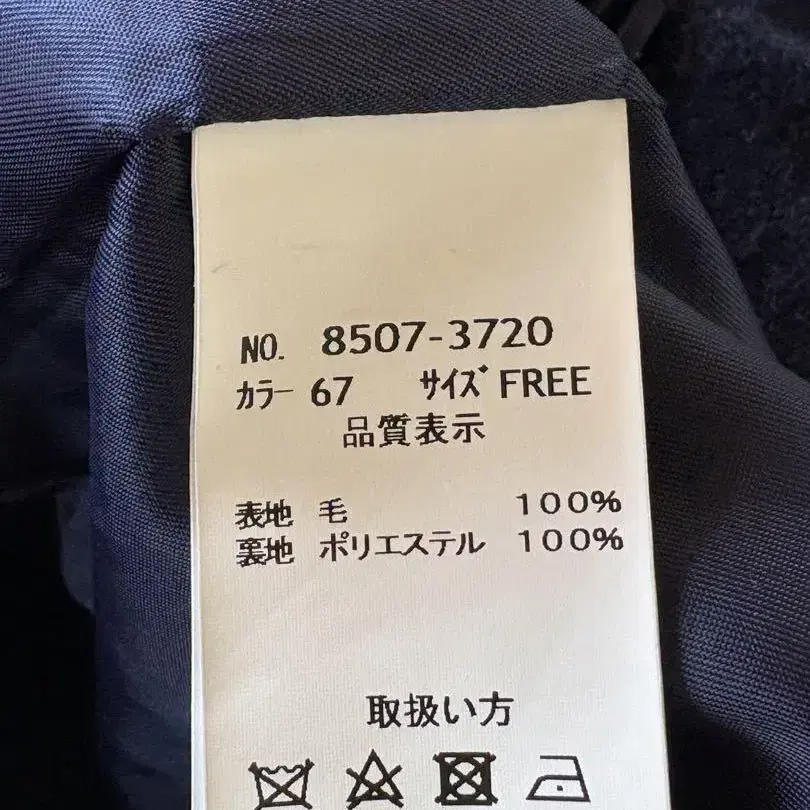 NO. 8507-3720
カラー 67 サイズ FREE
品質表示
表地 毛 100%
裏地 ポリエステル 100%
取扱い方